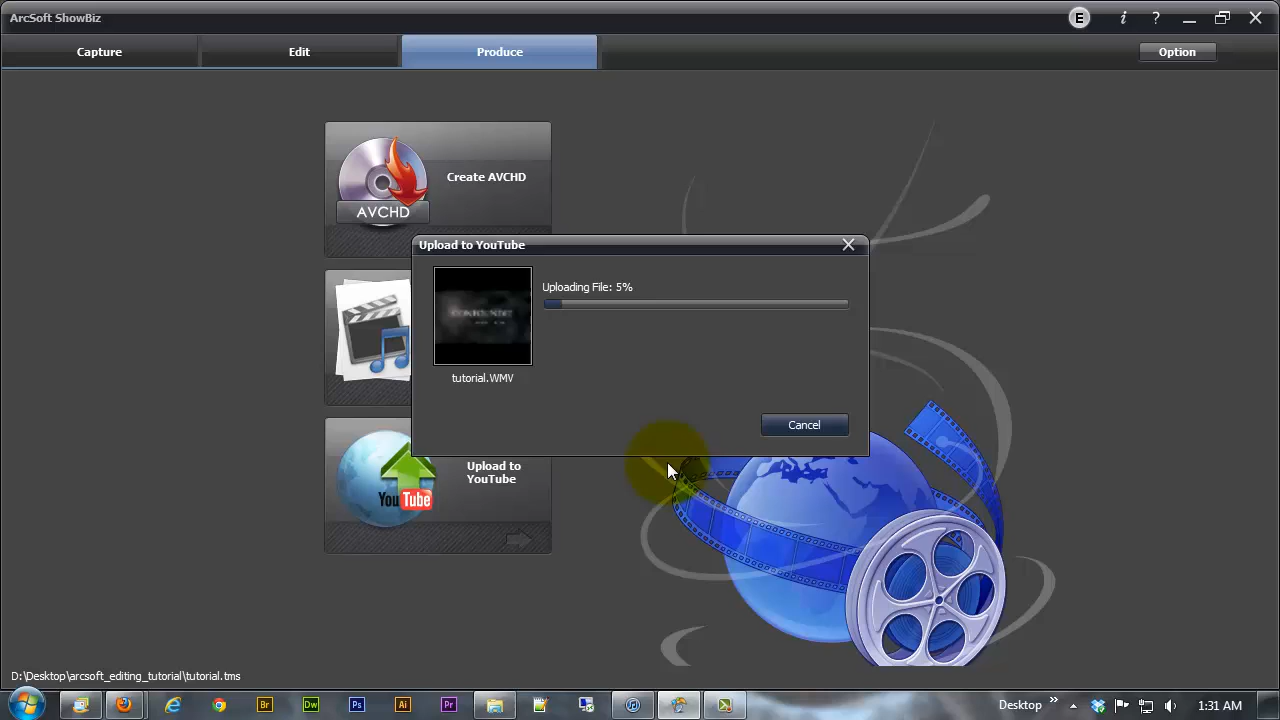 ArcSoft ShowBiz
E
i
?
Capture
Edit
Produce
Option
Create AVCHD
AVCHD
Upload to YouTube
Uploading File: 5%
tutorial.WMV
Cancel
Upload to
YouTube
You Tube
D:\Desktop\arcsoft_editing_tutorial\tutorial.tms
Br
Dw
Ps
Ai
Pr
Desktop
1:31 AM